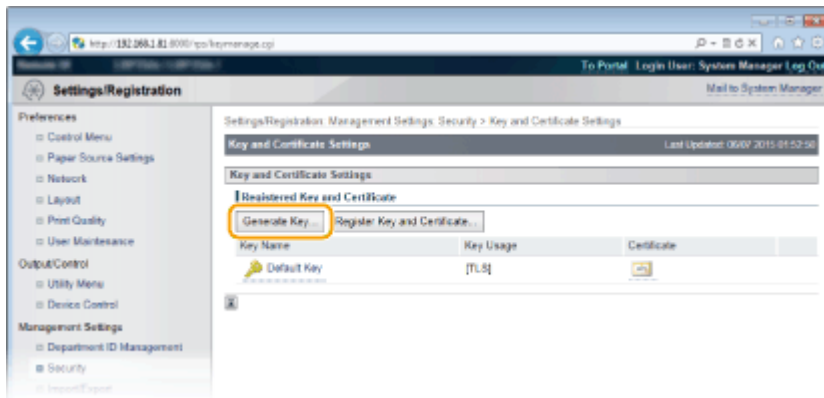 http://192.168.1.81:8000/rps/keymanage.cgi
To Portal Login User: System Manager Log Out
Settings/Registration
Mail to System Manager
Preferences
Control Menu
Paper Source Settings
Network
Layout
Print Quality
User Maintenance
Output/Control
Utility Menu
Device Control
Management Settings
Department ID Management
Security
Import/Export
Settings/Registration: Management Settings: Security > Key and Certificate Settings
Key and Certificate Settings
Last Updated: 06/07 2015 01:52:50
Key and Certificate Settings
Registered Key and Certificate
Generate Key... Register Key and Certificate...
Key Name Key Usage Certificate
Default Key [TLS]